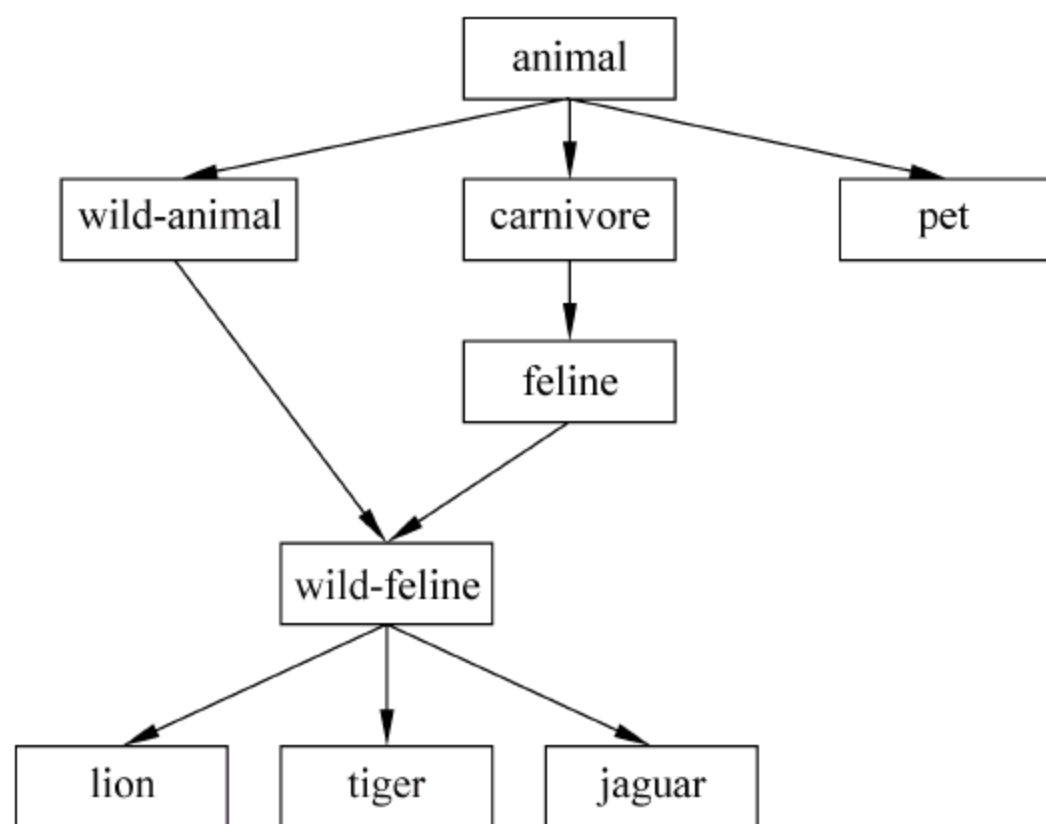 animal
wild-animal
carnivore
pet
feline
wild-feline
lion
tiger
jaguar